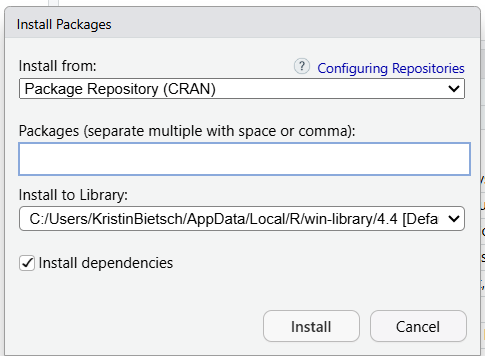 Install Packages
Install from:
Configuring Repositories
Package Repository (CRAN)
Packages (separate multiple with space or comma):
Install to Library:
C:/Users/KristinBietsch/AppData/Local/R/win-library/4.4 [Defa
Install dependencies
Install
Cancel